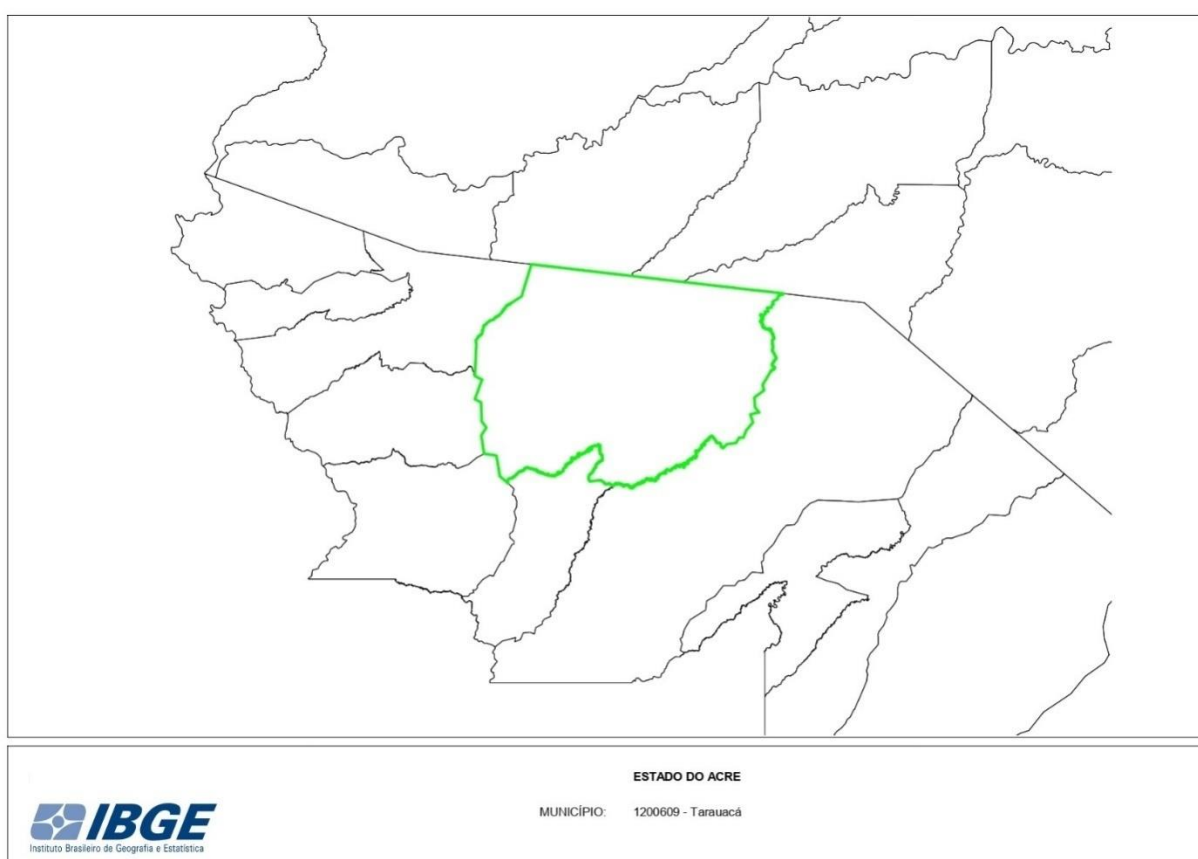 ESTADO DO ACRE
MUNICÍPIO: 1200609 - Tarauacá
IBGE
Instituto Brasileiro de Geografia e Estatística